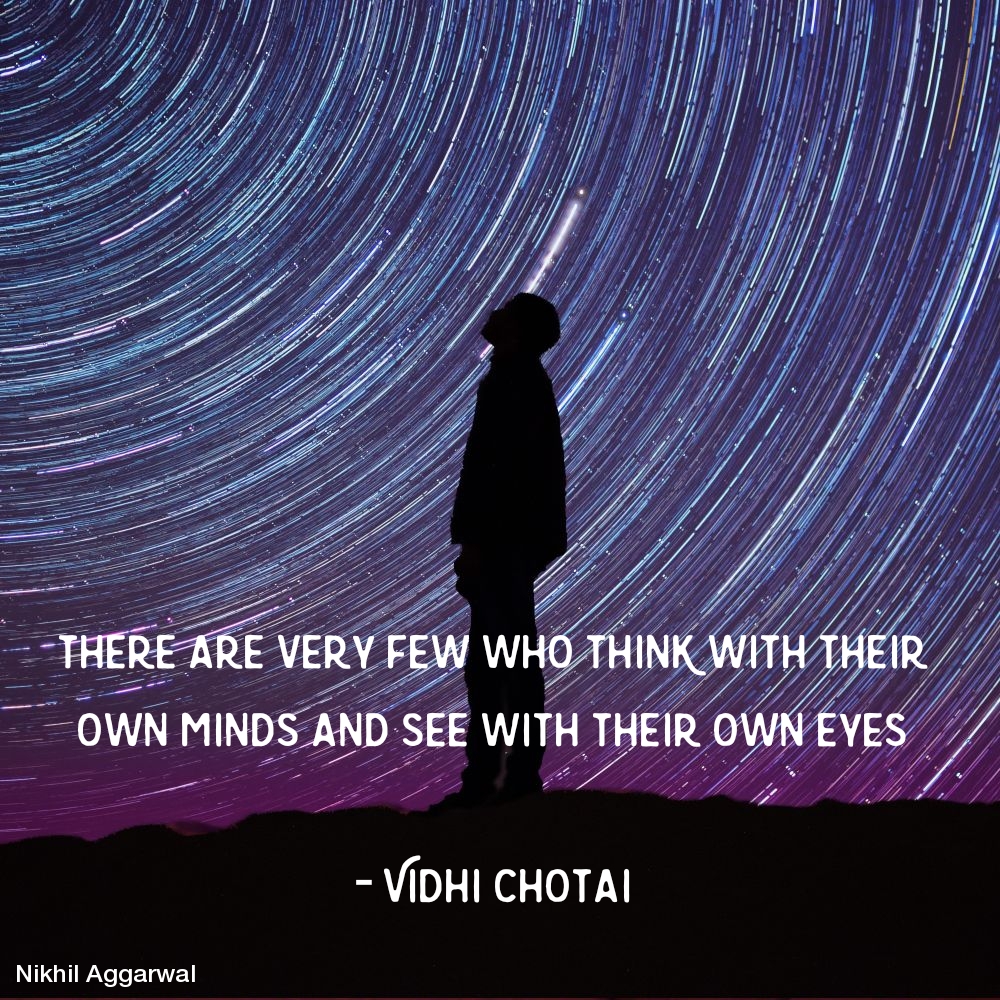 THERE ARE VERY FEW WHO THINK WITH THEIR
OWN MINDS AND SEE WITH THEIR OWN EYES
- VIDHI CHOTAI
Nikhil Aggarwal